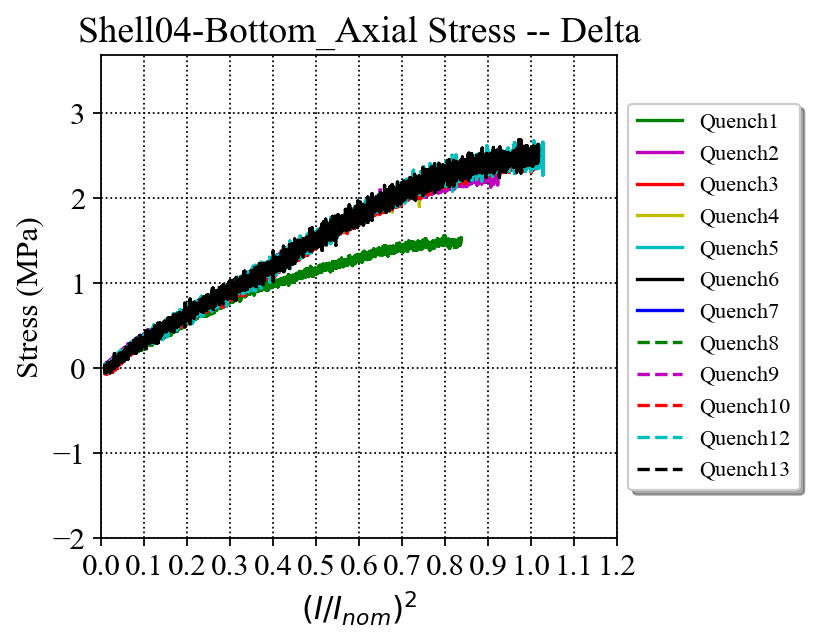 Shell04-Bottom_Axial Stress -- Delta
Stress (MPa)
3
2
1
0
−1
−2
0.0 0.1 0.2 0.3 0.4 0.5 0.6 0.7 0.8 0.9 1.0 1.1 1.2
(I/I_nom)^2
Quench1
Quench2
Quench3
Quench4
Quench5
Quench6
Quench7
Quench8
Quench9
Quench10
Quench12
Quench13